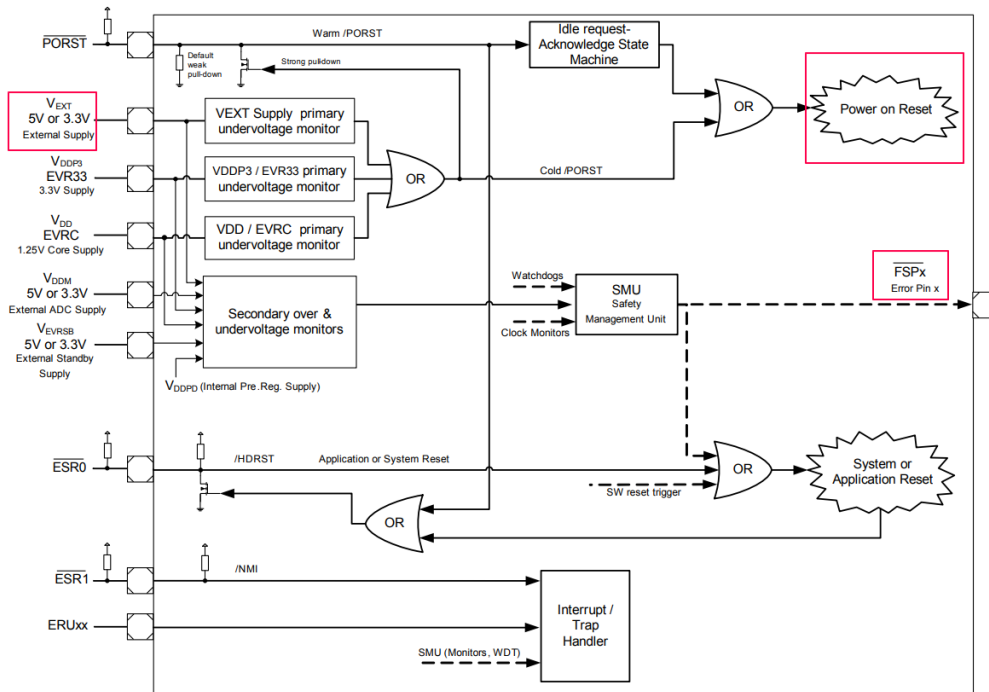 PORST
Warm /PORST
Default
weak
pull-down
Strong pulldown
Idle request-
Acknowledge State
Machine
OR
Power on Reset
VEXT
5V or 3.3V
External Supply
VEXT Supply primary
undervoltage monitor
VDDP3
EVR33
3.3V Supply
VDDP3 / EVR33 primary
undervoltage monitor
OR
Cold /PORST
VDD
EVRC
1.25V Core Supply
VDD / EVRC primary
undervoltage monitor
VDDM
5V or 3.3V
External ADC Supply
VEVRSB
5V or 3.3V
External Standby
Supply
Secondary over &
undervoltage monitors
VDDPD (Internal Pre.Reg. Supply)
Watchdogs
Clock Monitors
SMU
Safety
Management Unit
FSPx
Error Pin x
ESR0
/HDRST
Application or System Reset
SW reset trigger
OR
System or
Application Reset
OR
ESR1
/NMI
ERUxx
SMU (Monitors, WDT)
Interrupt /
Trap
Handler